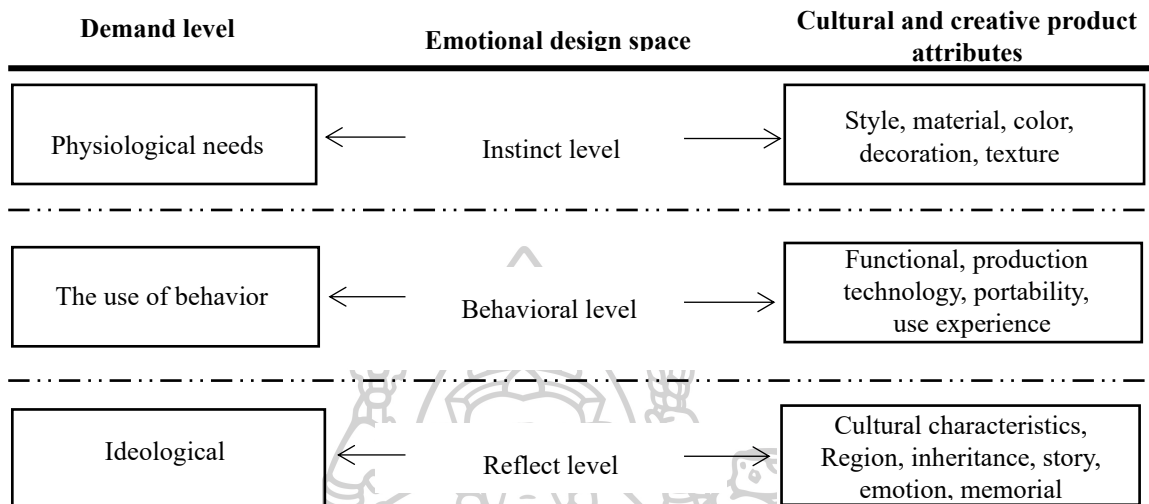 Demand level
Emotional design space
Cultural and creative product
attributes
Physiological needs
Instinct level
Style, material, color,
decoration, texture
The use of behavior
Behavioral level
Functional, production
technology, portability,
use experience
Ideological
Reflect level
Cultural characteristics,
Region, inheritance, story,
emotion, memorial